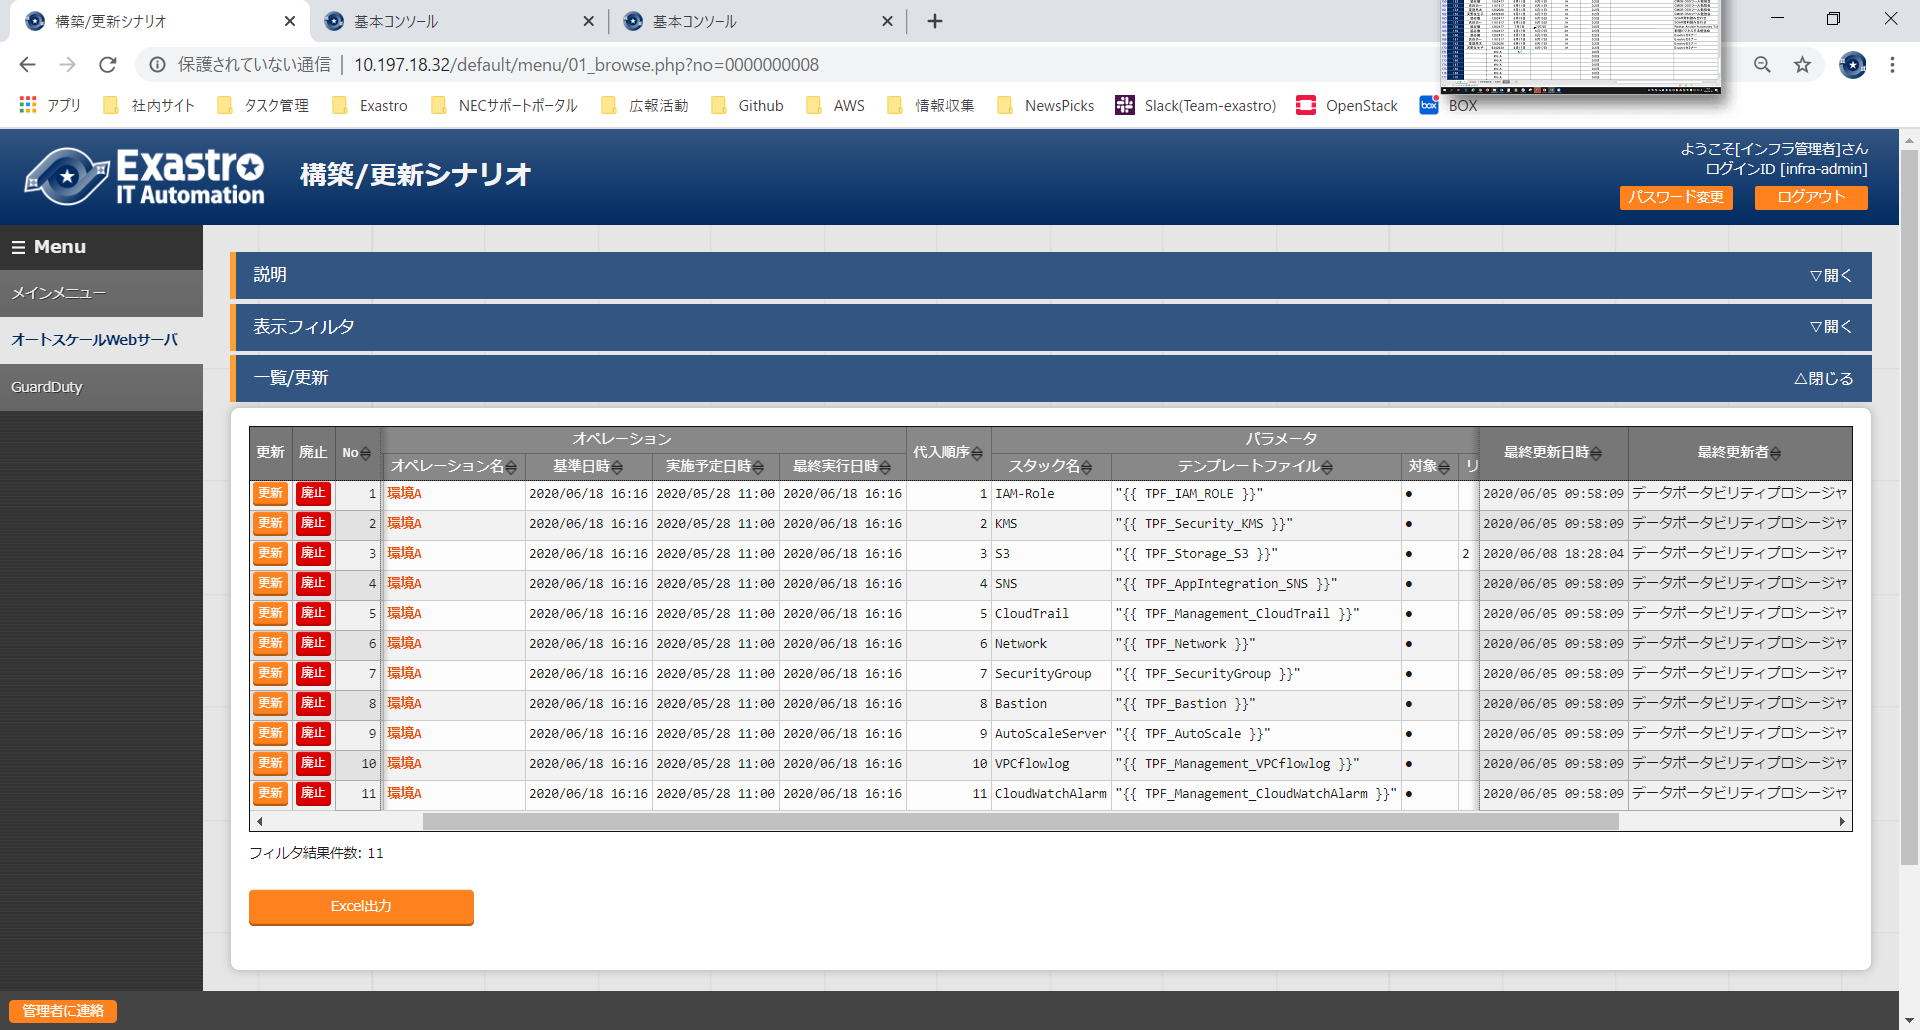 構築/更新シナリオ
基本コンソール
基本コンソール
保護されていない通信 | 10.197.18.32/default/menu/01_browse.php?no=0000000008
アプリ 社内サイト タスク管理 Exastro NECサポートポータル 広報活動 Github AWS 情報収集 NewsPicks Slack(Team-exastro) OpenStack box BOX
Exastro
IT Automation
構築/更新シナリオ
ようこそ[インフラ管理者]さん
ログインID [infra-admin]
パスワード変更 ログアウト
Menu
メインメニュー
オートスケールWebサーバ
GuardDuty
説明 ▽開く
表示フィルタ ▽開く
一覧/更新 △閉じる
更新 廃止 No オペレーション 代入順序 パラメータ 最終更新日時 最終更新者
オペレーション名 基準日時 実施予定日時 最終実行日時 スタック名 テンプレートファイル 対象 リ
更新 廃止 1 環境A 2020/06/18 16:16 2020/05/28 11:00 2020/06/18 16:16 1 IAM-Role "{{ TPF_IAM_ROLE }}" ● 2020/06/05 09:58:09 データポータビリティプロシージャ
更新 廃止 2 環境A 2020/06/18 16:16 2020/05/28 11:00 2020/06/18 16:16 2 KMS "{{ TPF_Security_KMS }}" ● 2020/06/05 09:58:09 データポータビリティプロシージャ
更新 廃止 3 環境A 2020/06/18 16:16 2020/05/28 11:00 2020/06/18 16:16 3 S3 "{{ TPF_Storage_S3 }}" ● 2 2020/06/08 18:28:04 データポータビリティプロシージャ
更新 廃止 4 環境A 2020/06/18 16:16 2020/05/28 11:00 2020/06/18 16:16 4 SNS "{{ TPF_AppIntegration_SNS }}" ● 2020/06/05 09:58:09 データポータビリティプロシージャ
更新 廃止 5 環境A 2020/06/18 16:16 2020/05/28 11:00 2020/06/18 16:16 5 CloudTrail "{{ TPF_Management_CloudTrail }}" ● 2020/06/05 09:58:09 データポータビリティプロシージャ
更新 廃止 6 環境A 2020/06/18 16:16 2020/05/28 11:00 2020/06/18 16:16 6 Network "{{ TPF_Network }}" ● 2020/06/05 09:58:09 データポータビリティプロシージャ
更新 廃止 7 環境A 2020/06/18 16:16 2020/05/28 11:00 2020/06/18 16:16 7 SecurityGroup "{{ TPF_SecurityGroup }}" ● 2020/06/05 09:58:09 データポータビリティプロシージャ
更新 廃止 8 環境A 2020/06/18 16:16 2020/05/28 11:00 2020/06/18 16:16 8 Bastion "{{ TPF_Bastion }}" ● 2020/06/05 09:58:09 データポータビリティプロシージャ
更新 廃止 9 環境A 2020/06/18 16:16 2020/05/28 11:00 2020/06/18 16:16 9 AutoScaleServer "{{ TPF_AutoScale }}" ● 2020/06/05 09:58:09 データポータビリティプロシージャ
更新 廃止 10 環境A 2020/06/18 16:16 2020/05/28 11:00 2020/06/18 16:16 10 VPCflowlog "{{ TPF_Management_VPCflowlog }}" ● 2020/06/05 09:58:09 データポータビリティプロシージャ
更新 廃止 11 環境A 2020/06/18 16:16 2020/05/28 11:00 2020/06/18 16:16 11 CloudWatchAlarm "{{ TPF_Management_CloudWatchAlarm }}" ● 2020/06/05 09:58:09 データポータビリティプロシージャ
フィルタ結果件数: 11
Excel出力
管理者に連絡